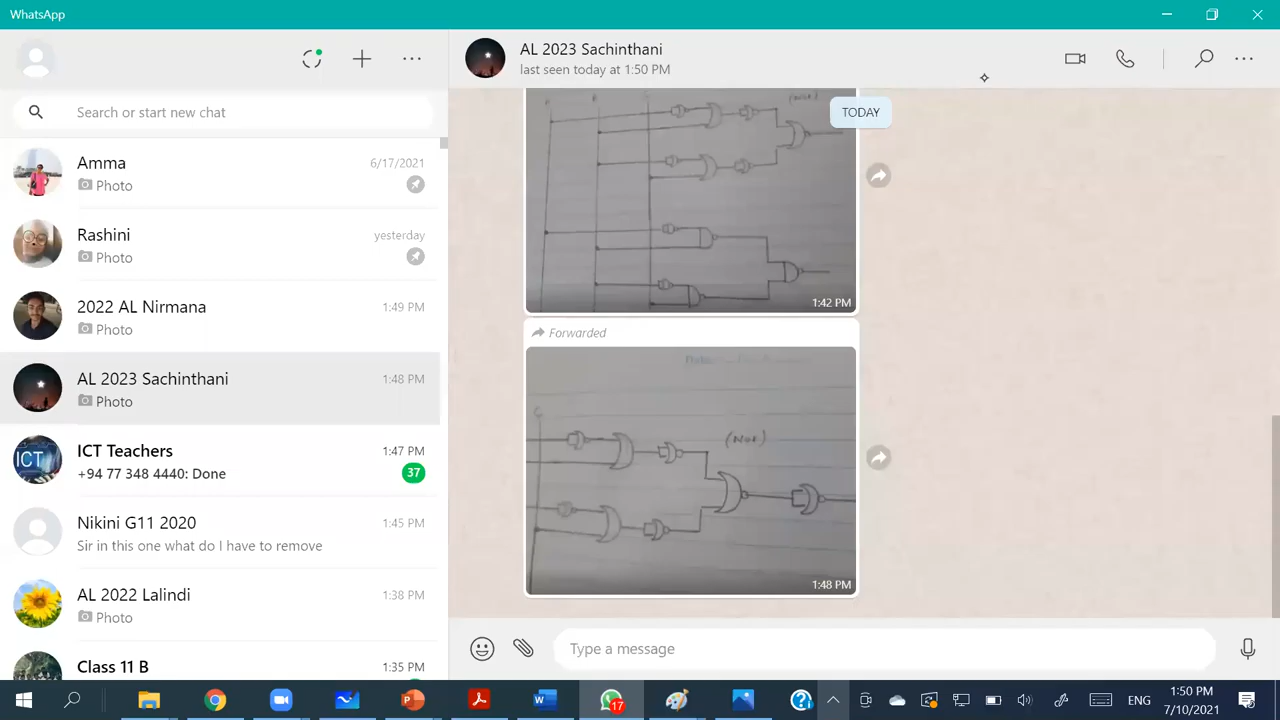 WhatsApp
Search or start new chat
Amma
6/17/2021
Photo
Rashini
yesterday
Photo
2022 AL Nirmana
1:49 PM
Photo
AL 2023 Sachinthani
1:48 PM
Photo
ICT Teachers
1:47 PM
+94 77 348 4440: Done
37
Nikini G11 2020
1:45 PM
Sir in this one what do I have to remove
AL 2022 Lalindi
1:38 PM
Photo
Class 11 B
1:35 PM
AL 2023 Sachinthani
last seen today at 1:50 PM
TODAY
1:42 PM
Forwarded
1:48 PM
Type a message
ICT
17
ENG
1:50 PM
7/10/2021